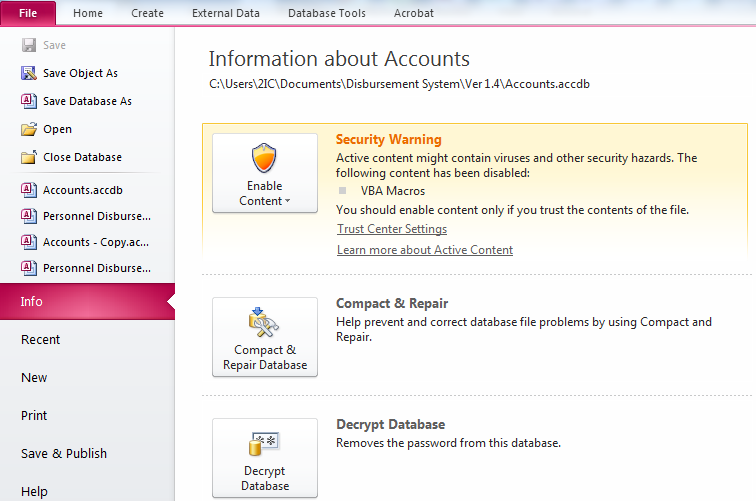 File Home Create External Data Database Tools Acrobat
Save
Save Object As
Save Database As
Open
Close Database
Accounts.accdb
Personnel Disburse...
Accounts - Copy.ac...
Personnel Disburse...
Info
Recent
New
Print
Save & Publish
Help
Information about Accounts
C:\Users\2IC\Documents\Disbursement System\Ver 1.4\Accounts.accdb
Enable
Content
Security Warning
Active content might contain viruses and other security hazards. The
following content has been disabled:
VBA Macros
You should enable content only if you trust the contents of the file.
Trust Center Settings
Learn more about Active Content
Compact &
Repair Database
Compact & Repair
Help prevent and correct database file problems by using Compact and
Repair.
Decrypt
Database
Decrypt Database
Removes the password from this database.